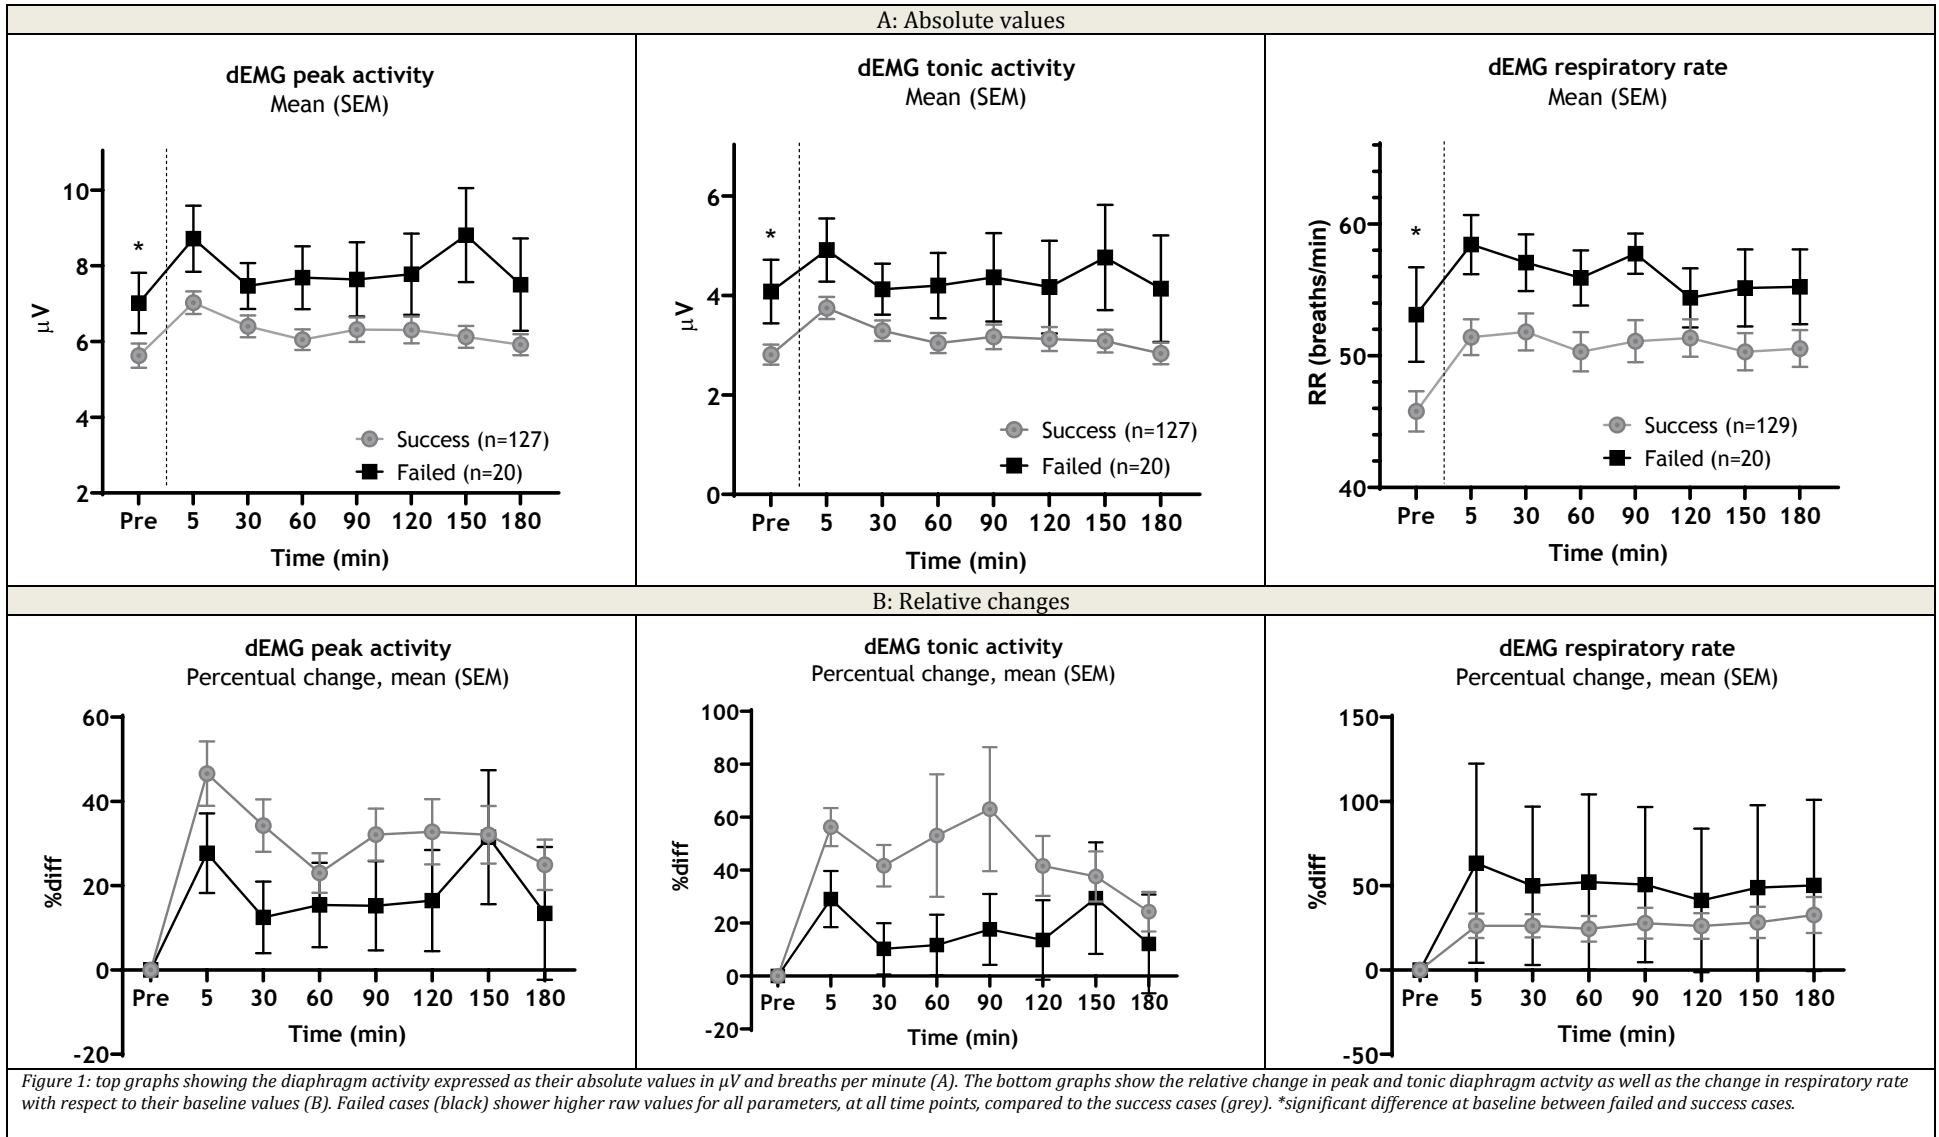 A: Absolute values
dEMG peak activity
Mean (SEM)
10
8
6
4
2
μV
*
Success (n=127)
Failed (n=20)
Pre 5 30 60 90 120 150 180
Time (min)
dEMG tonic activity
Mean (SEM)
6
4
2
0
μV
*
Success (n=127)
Failed (n=20)
Pre 5 30 60 90 120 150 180
Time (min)
dEMG respiratory rate
Mean (SEM)
60
50
40
RR (breaths/min)
*
Success (n=129)
Failed (n=20)
Pre 5 30 60 90 120 150 180
Time (min)
B: Relative changes
dEMG peak activity
Percentual change, mean (SEM)
60
40
20
0
-20
%diff
Pre 5 30 60 90 120 150 180
Time (min)
dEMG tonic activity
Percentual change, mean (SEM)
100
80
60
40
20
0
-20
%diff
Pre 5 30 60 90 120 150 180
Time (min)
dEMG respiratory rate
Percentual change, mean (SEM)
150
100
50
0
-50
%diff
Pre 5 30 60 90 120 150 180
Time (min)
Figure 1: top graphs showing the diaphragm activity expressed as their absolute values in μV and breaths per minute (A). The bottom graphs show the relative change in peak and tonic diaphragm actvity as well as the change in respiratory rate
with respect to their baseline values (B). Failed cases (black) shower higher raw values for all parameters, at all time points, compared to the success cases (grey). *significant difference at baseline between failed and success cases.